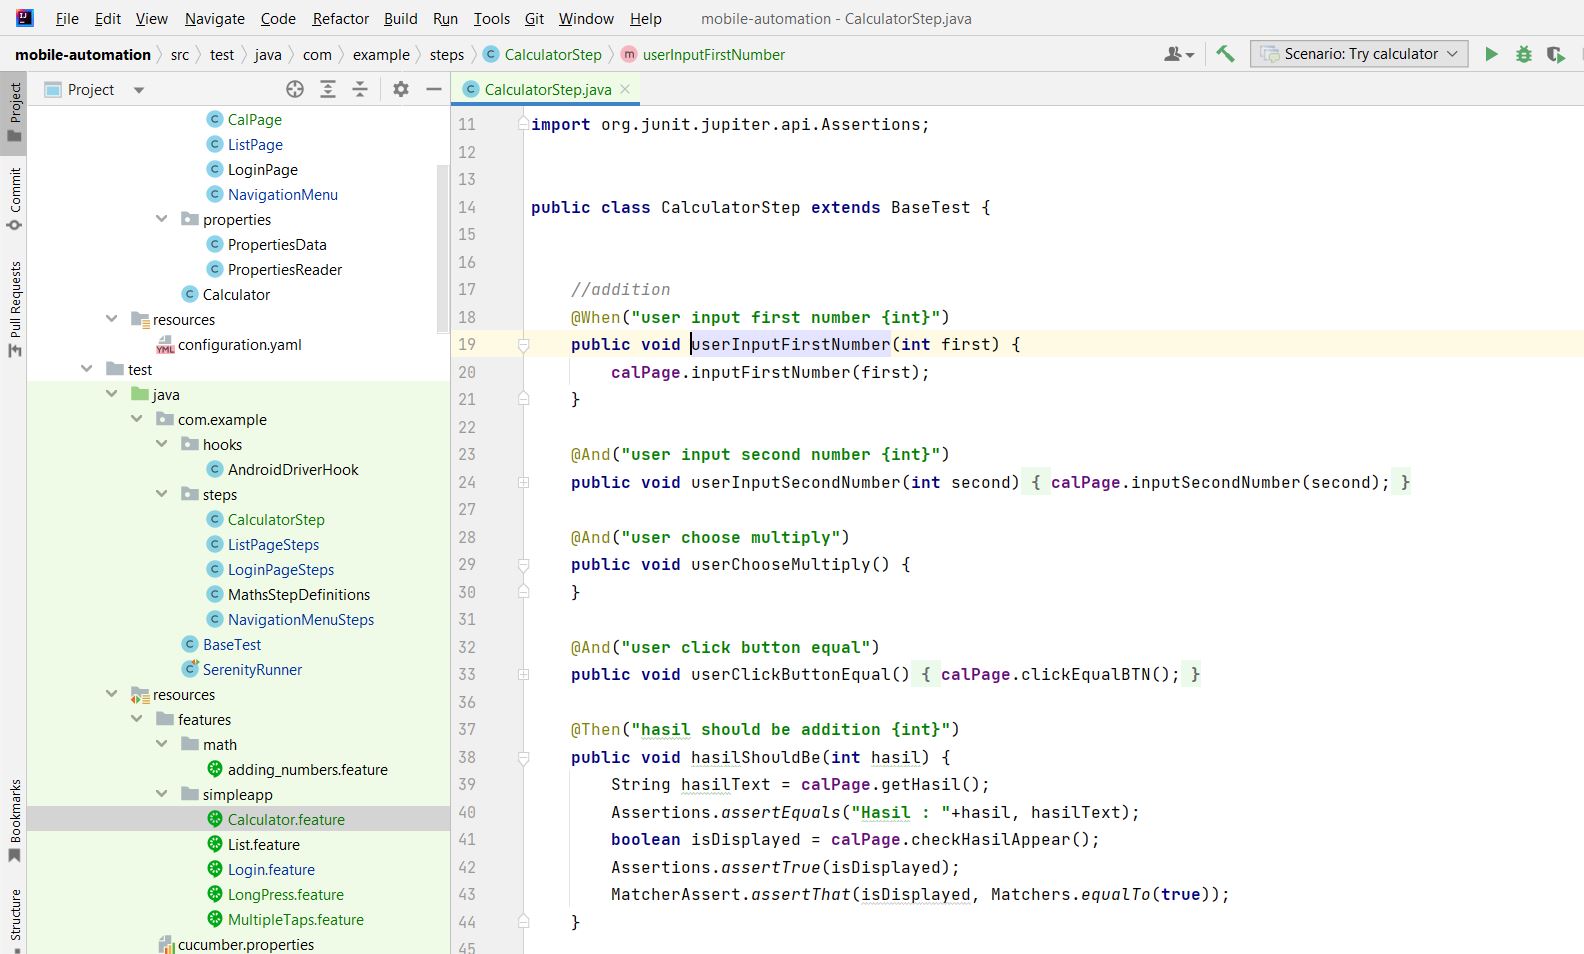 File Edit View Navigate Code Refactor Build Run Tools Git Window Help mobile-automation - CalculatorStep.java
mobile-automation src test java com example steps CalculatorStep userInputFirstNumber Scenario: Try calculator
Project
CalculatorStep.java
Project
Commit
Pull Requests
Bookmarks
Structure
CalPage
ListPage
LoginPage
NavigationMenu
properties
PropertiesData
PropertiesReader
Calculator
resources
configuration.yaml
test
java
com.example
hooks
AndroidDriverHook
steps
CalculatorStep
ListPageSteps
LoginPageSteps
MathsStepDefinitions
NavigationMenuSteps
BaseTest
SerenityRunner
resources
features
math
adding_numbers.feature
simpleapp
Calculator.feature
List.feature
Login.feature
LongPress.feature
MultipleTaps.feature
cucumber.properties
11 import org.junit.jupiter.api.Assertions;
12
13
14 public class CalculatorStep extends BaseTest {
15
16
17 //addition
18 @When("user input first number {int}")
19 public void userInputFirstNumber(int first) {
20 calPage.inputFirstNumber(first);
21 }
22
23 @And("user input second number {int}")
24 public void userInputSecondNumber(int second) { calPage.inputSecondNumber(second); }
27
28 @And("user choose multiply")
29 public void userChooseMultiply() {
30 }
31
32 @And("user click button equal")
33 public void userClickButtonEqual() { calPage.clickEqualBTN(); }
36
37 @Then("hasil should be addition {int}")
38 public void hasilShouldBe(int hasil) {
39 String hasilText = calPage.getHasil();
40 Assertions.assertEquals("Hasil : "+hasil, hasilText);
41 boolean isDisplayed = calPage.checkHasilAppear();
42 Assertions.assertTrue(isDisplayed);
43 MatcherAssert.assertThat(isDisplayed, Matchers.equalTo(true));
44 }
45